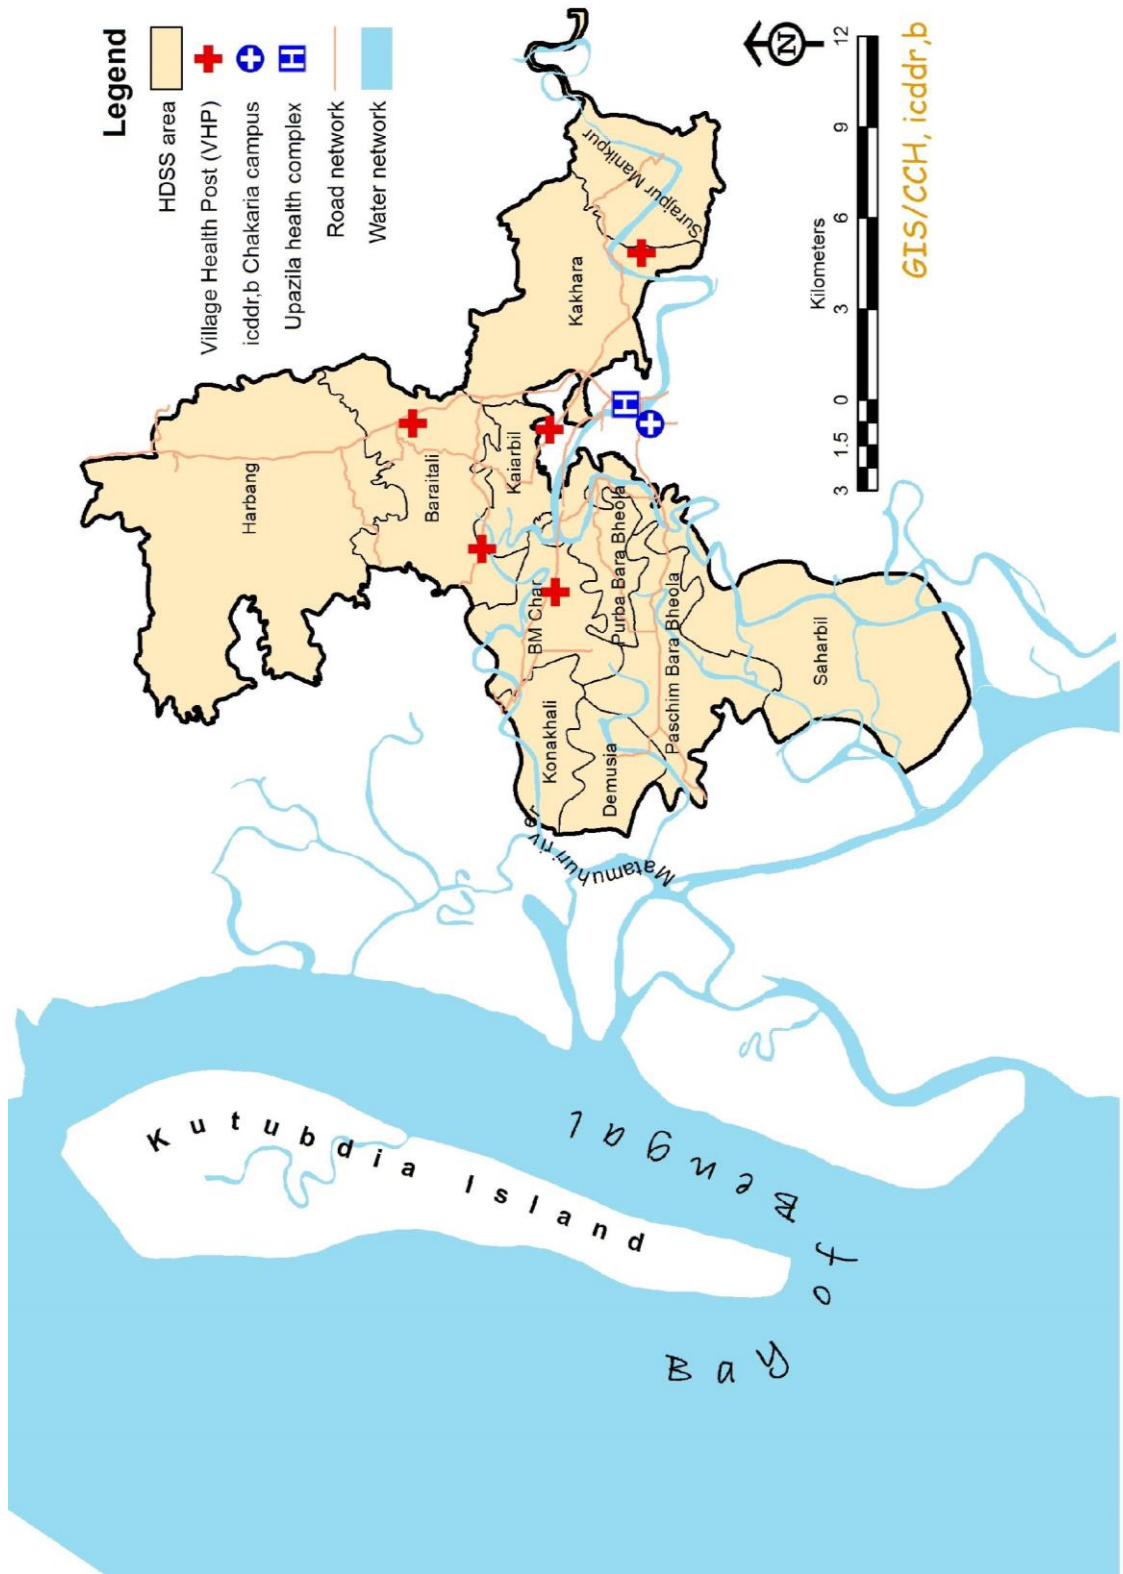 Legend
HDSS area
Village Health Post (VHP)
icddr,b Chakaria campus
Upazila health complex
Road network
Water network
N
Kilometers
3 1.5 0 3 6 9 12
GIS/CCH, icddr,b
Harbang
Baraitali
Kaiarbil
Kakhara
Surajpur Manikpur
BM Char
Purba Bara Bheola
Paschim Bara Bheola
Konakhali
Demusia
Saharbil
H
Matamuhuri river
Kutubdia Island
Bay of Bengal